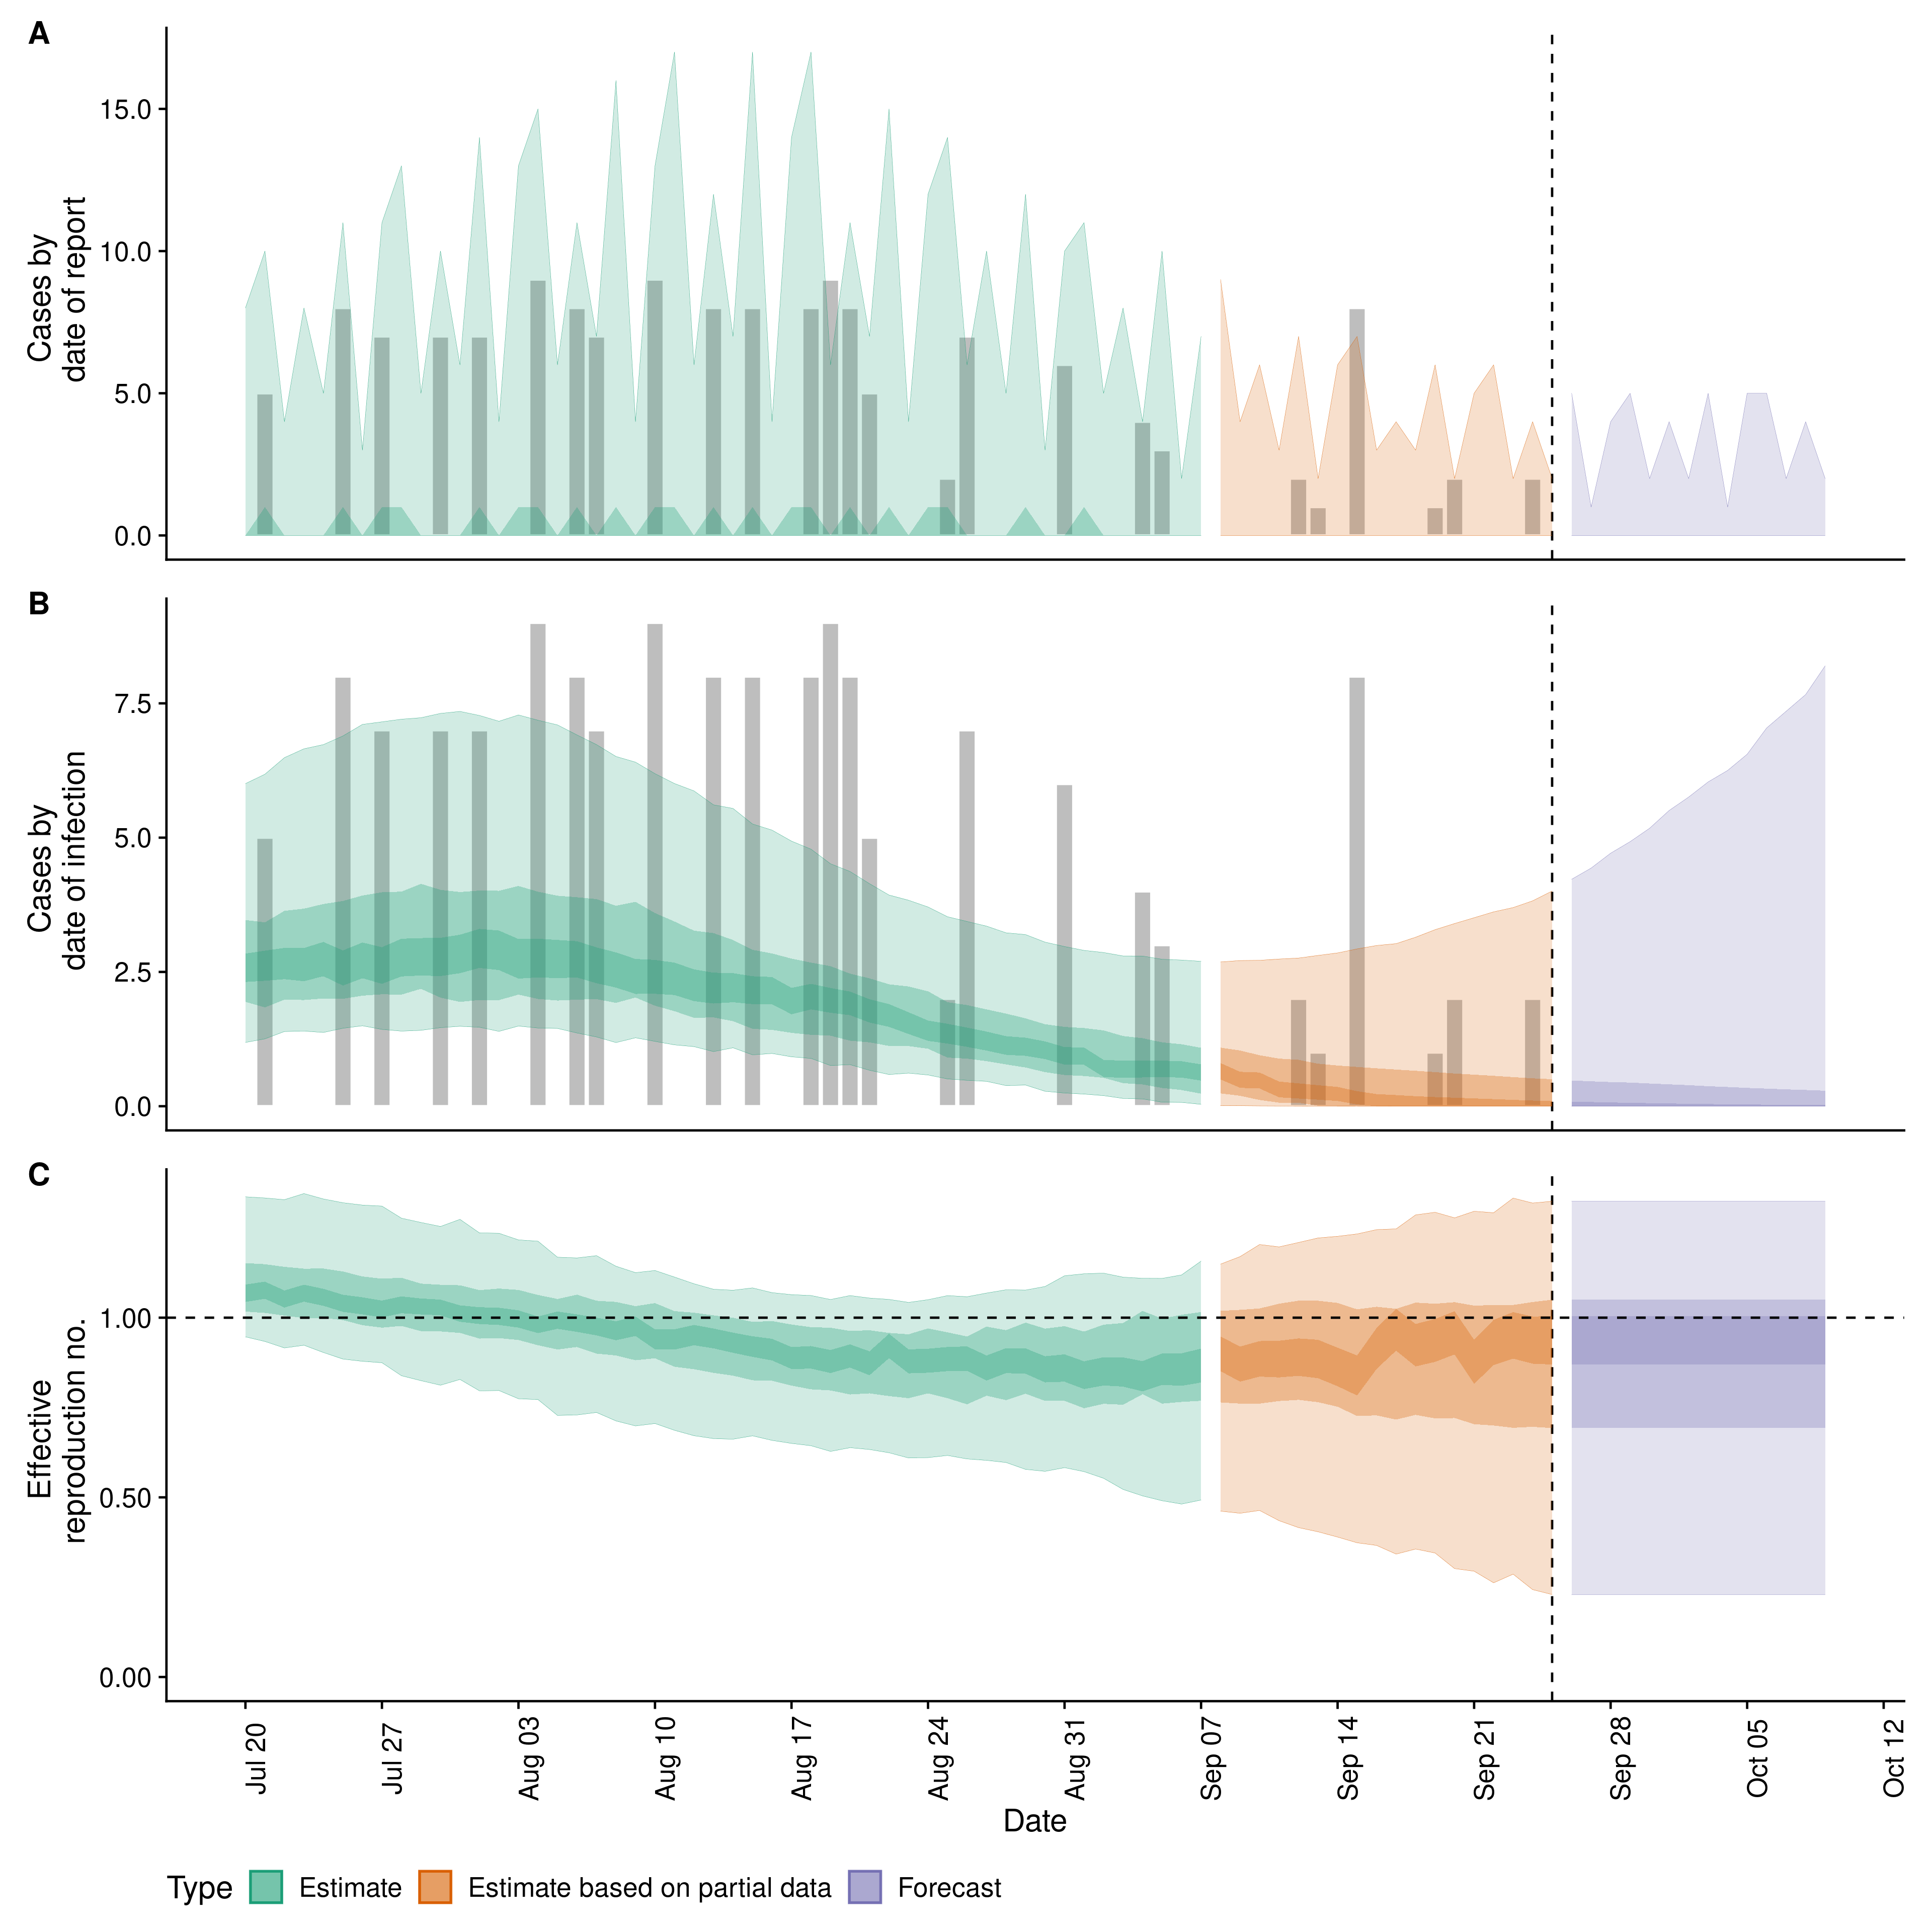 A
Cases by
date of report
15.0
10.0
5.0
0.0
B
Cases by
date of infection
7.5
5.0
2.5
0.0
C
Effective
reproduction no.
1.00
0.50
0.00
Jul 20
Jul 27
Aug 03
Aug 10
Aug 17
Aug 24
Aug 31
Sep 07
Sep 14
Sep 21
Sep 28
Oct 05
Oct 12
Date
Type Estimate Estimate based on partial data Forecast